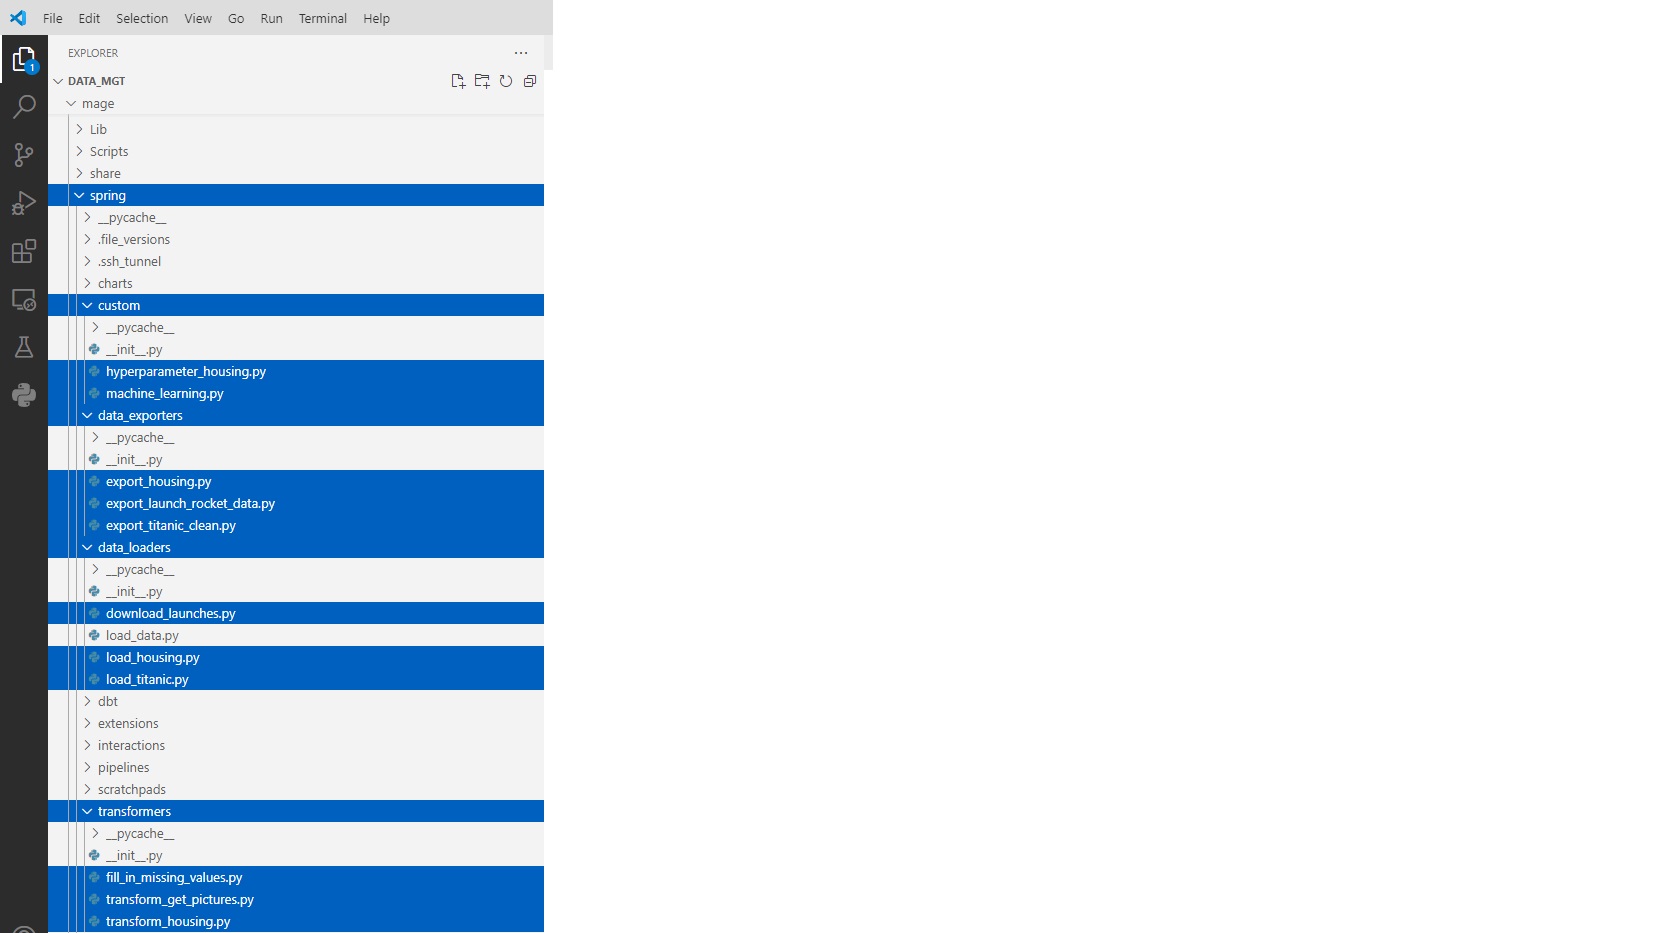 File Edit Selection View Go Run Terminal Help
EXPLORER
1
DATA_MGT
mage
Lib
Scripts
share
spring
__pycache__
.file_versions
.ssh_tunnel
charts
custom
__pycache__
__init__.py
hyperparameter_housing.py
machine_learning.py
data_exporters
__pycache__
__init__.py
export_housing.py
export_launch_rocket_data.py
export_titanic_clean.py
data_loaders
__pycache__
__init__.py
download_launches.py
load_data.py
load_housing.py
load_titanic.py
dbt
extensions
interactions
pipelines
scratchpads
transformers
__pycache__
__init__.py
fill_in_missing_values.py
transform_get_pictures.py
transform_housing.py